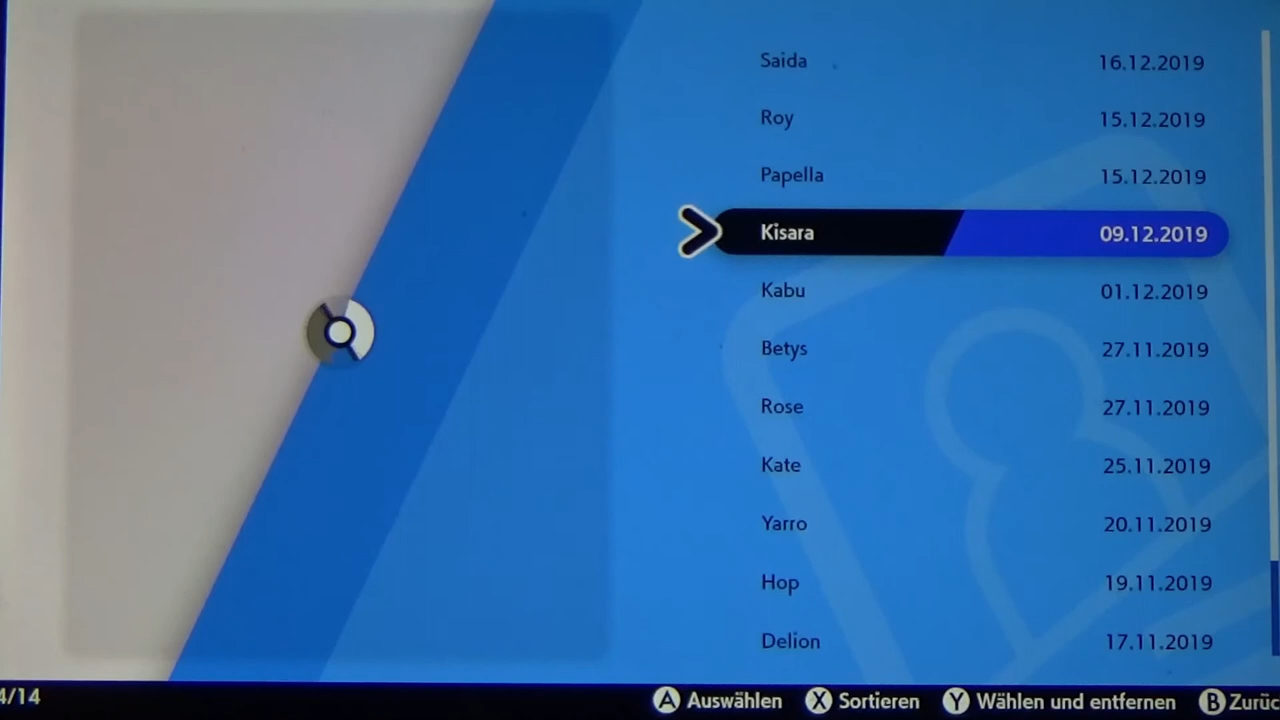 Saida 16.12.2019
Roy 15.12.2019
Papella 15.12.2019
Kisara 09.12.2019
Kabu 01.12.2019
Betys 27.11.2019
Rose 27.11.2019
Kate 25.11.2019
Yarro 20.11.2019
Hop 19.11.2019
Delion 17.11.2019
4/14 A Auswählen X Sortieren Y Wählen und entfernen B Zurüc